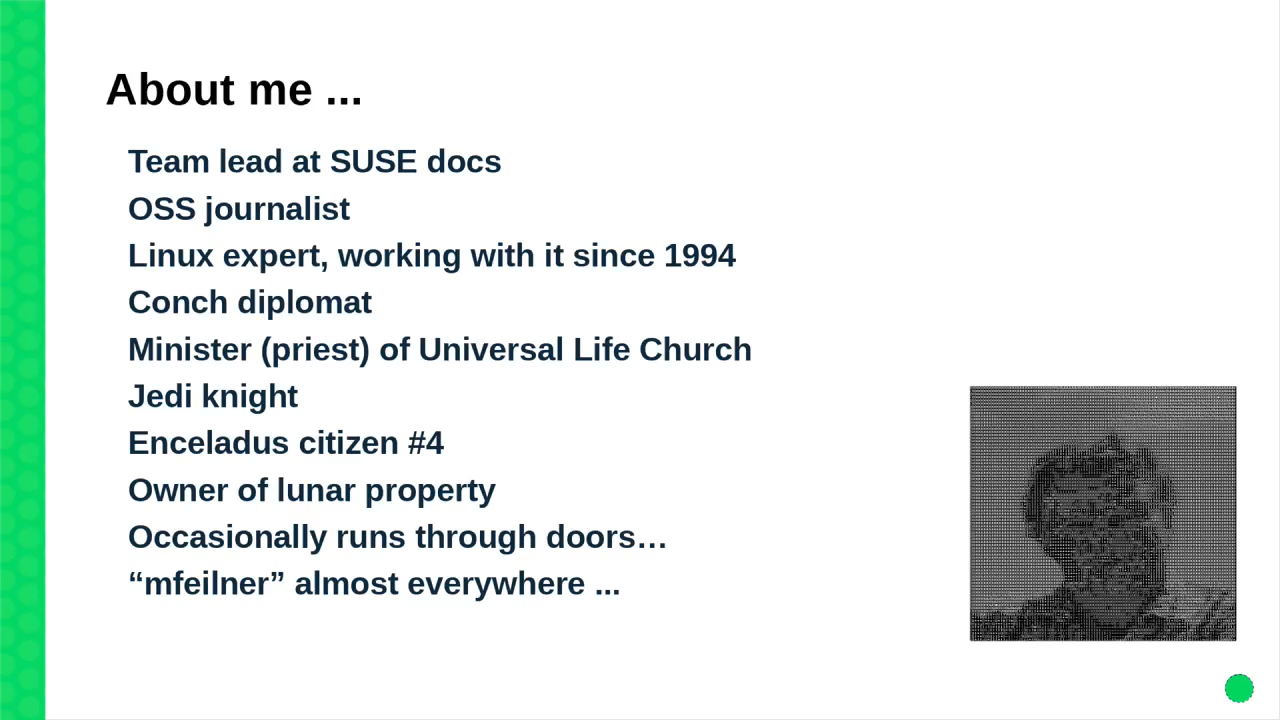 About me ...
Team lead at SUSE docs
OSS journalist
Linux expert, working with it since 1994
Conch diplomat
Minister (priest) of Universal Life Church
Jedi knight
Enceladus citizen #4
Owner of lunar property
Occasionally runs through doors…
“mfeilner” almost everywhere ...